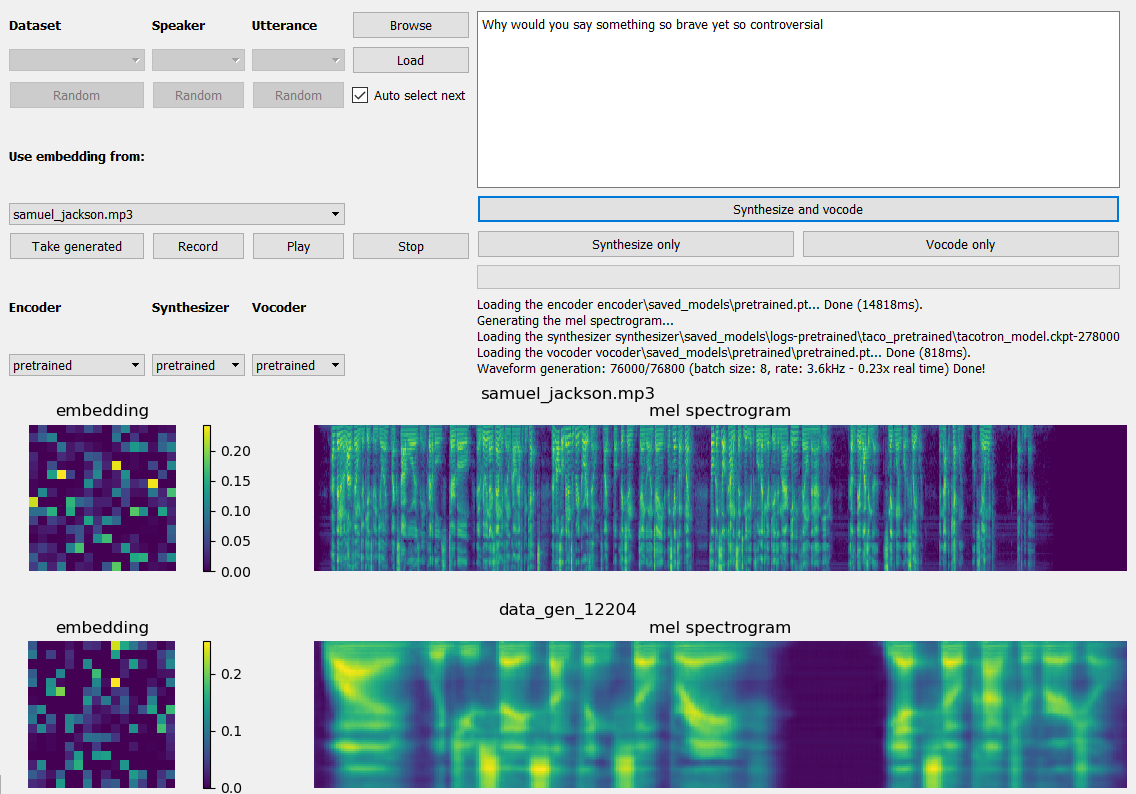 Dataset Speaker Utterance Browse
Load
Random Random Random Auto select next
Use embedding from:
samuel_jackson.mp3
Take generated Record Play Stop
Encoder Synthesizer Vocoder
pretrained pretrained pretrained
Why would you say something so brave yet so controversial
Synthesize and vocode
Synthesize only Vocode only
Loading the encoder encoder\saved_models\pretrained.pt... Done (14818ms).
Generating the mel spectrogram...
Loading the synthesizer synthesizer\saved_models\logs-pretrained\taco_pretrained\tacotron_model.ckpt-278000
Loading the vocoder vocoder\saved_models\pretrained\pretrained.pt... Done (818ms).
Waveform generation: 76000/76800 (batch size: 8, rate: 3.6kHz - 0.23x real time) Done!
samuel_jackson.mp3
embedding mel spectrogram
0.20
0.15
0.10
0.05
0.00
data_gen_12204
embedding mel spectrogram
0.2
0.1
0.0